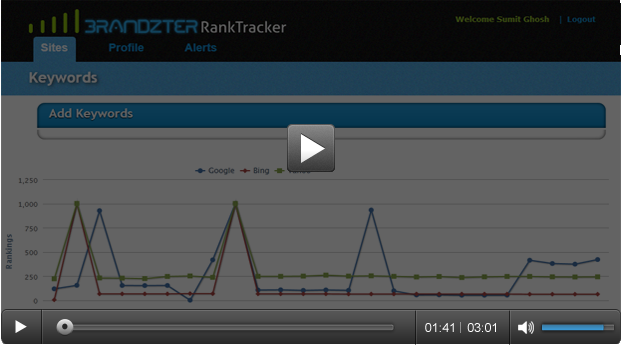 BRANDZTER RankTracker
Welcome Sumit Ghosh | Logout
Sites Profile Alerts
Keywords
Add Keywords
Google Bing
1,250
1,000
750
500
250
0
Rankings
01:41 | 03:01